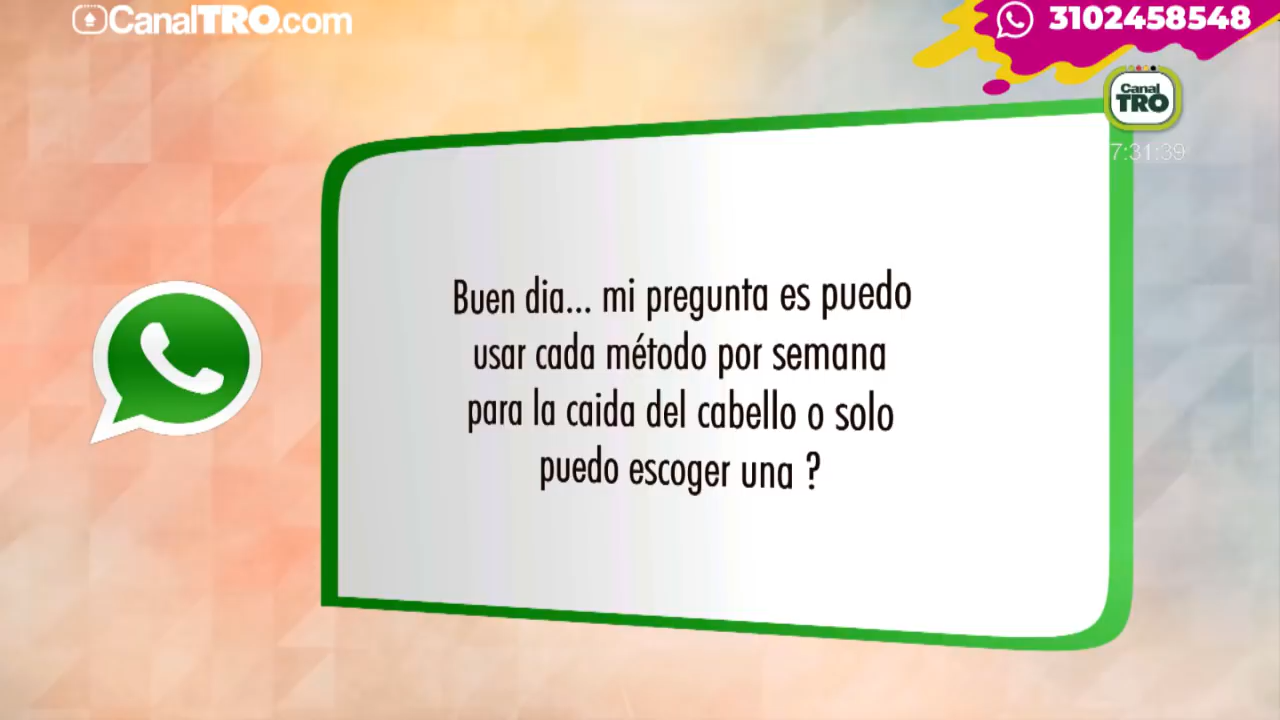 CanalTRO.com
3102458548
Canal
TRO
7:31:39
Buen dia... mi pregunta es puedo
usar cada método por semana
para la caida del cabello o solo
puedo escoger una ?